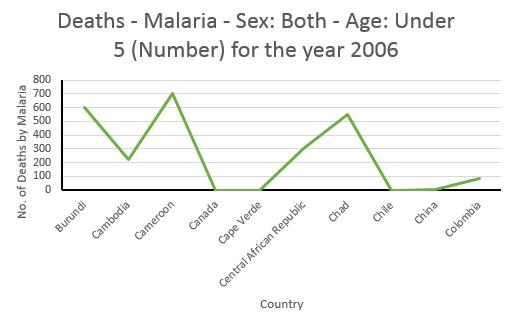 Deaths - Malaria - Sex: Both - Age: Under
5 (Number) for the year 2006
No. of Deaths by Malaria
800
700
600
500
400
300
200
100
0
Burundi
Cambodia
Cameroon
Canada
Cape Verde
Central African Republic
Chad
Chile
China
Colombia
Country